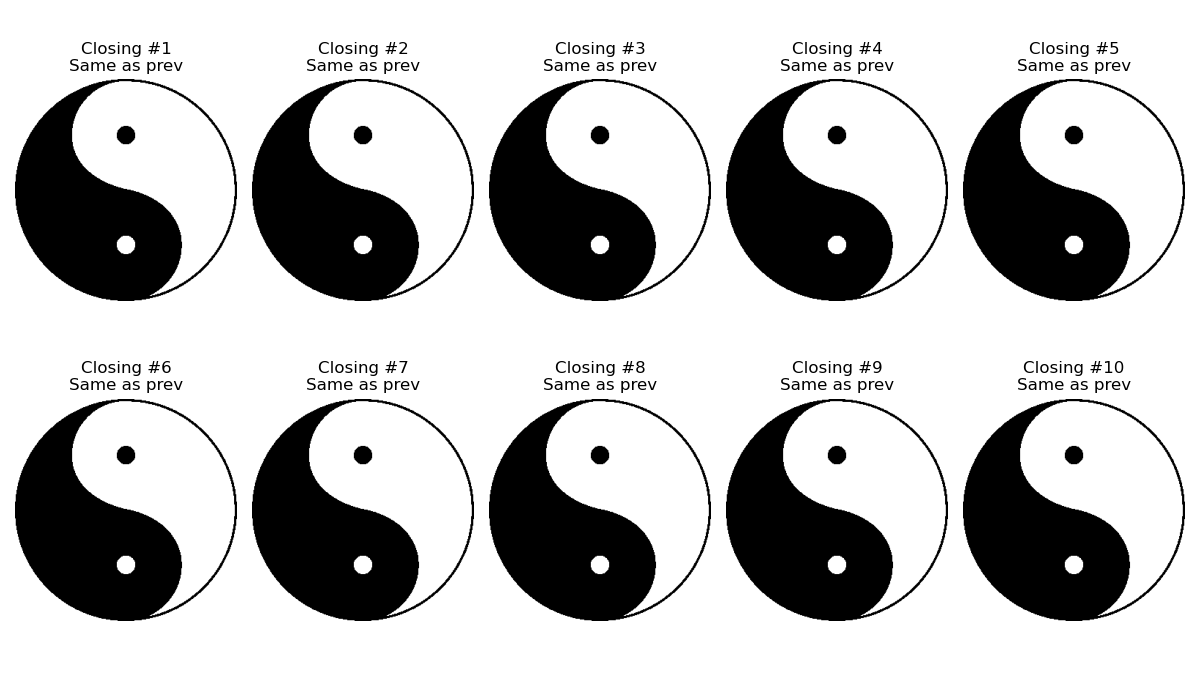 Closing #1
Same as prev
Closing #2
Same as prev
Closing #3
Same as prev
Closing #4
Same as prev
Closing #5
Same as prev
Closing #6
Same as prev
Closing #7
Same as prev
Closing #8
Same as prev
Closing #9
Same as prev
Closing #10
Same as prev